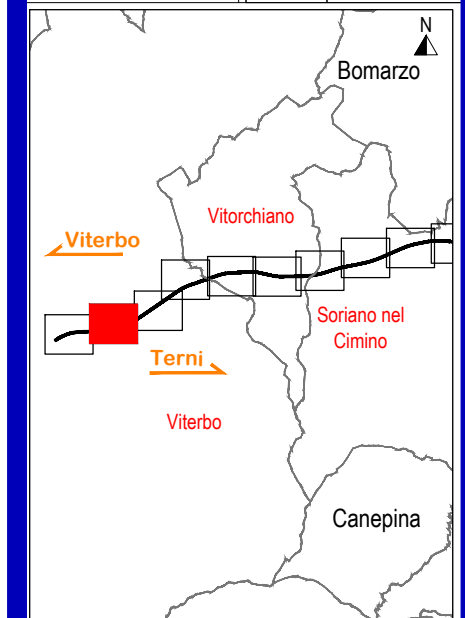 N
Bomarzo
Vitorchiano
Viterbo
Soriano nel
Cimino
Terni
Viterbo
Canepina